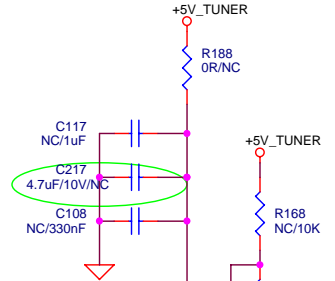 +5V_TUNER
R188
0R/NC
C117
NC/1uF
+5V_TUNER
C217
4.7uF/10V/NC
C108
NC/330nF
R168
NC/10K